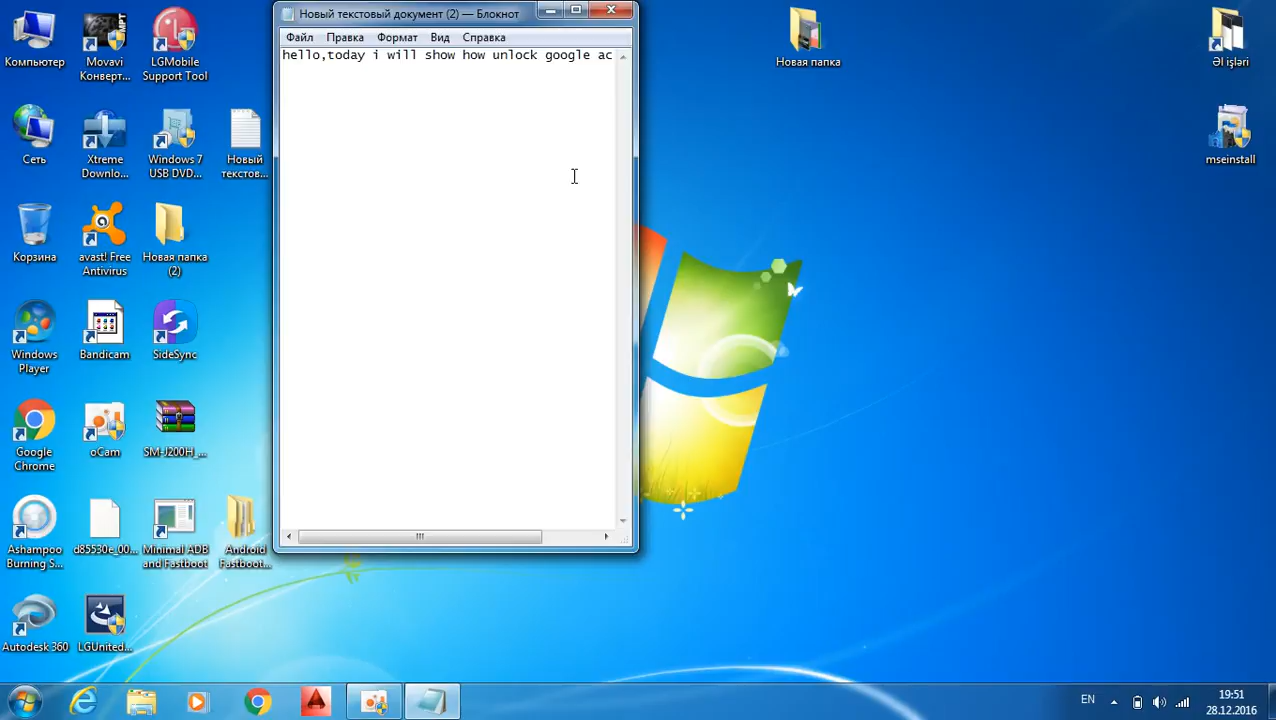 Новый текстовый документ (2) — Блокнот
Файл Правка Формат Вид Справка
hello,today i will show how unlock google ac
Компьютер
Movavi
Конверт...
LGMobile
Support Tool
Новая папка
Əl işləri
Сеть
Xtreme
Downlo...
Windows 7
USB DVD...
Новый
текстов...
mseinstall
Корзина
avast! Free
Antivirus
Новая папка
(2)
Windows
Player
Bandicam
SideSync
Google
Chrome
oCam
SM-J200H_...
Ashampoo
Burning S...
d85530e_00...
Minimal ADB
and Fastboot
Android
Fastboot...
Autodesk 360
LGUnited...
EN
19:51
28.12.2016